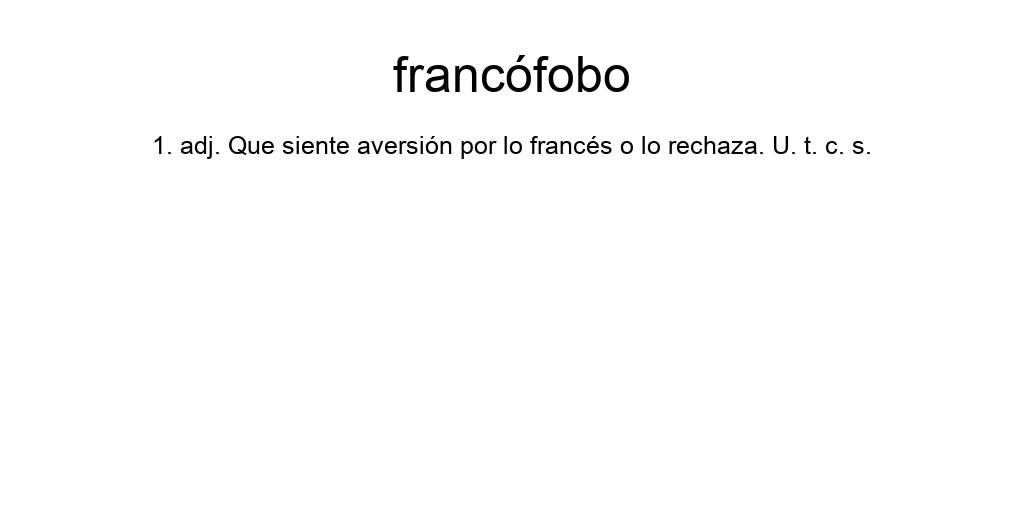 francófobo
1. adj. Que siente aversión por lo francés o lo rechaza. U. t. c. s.